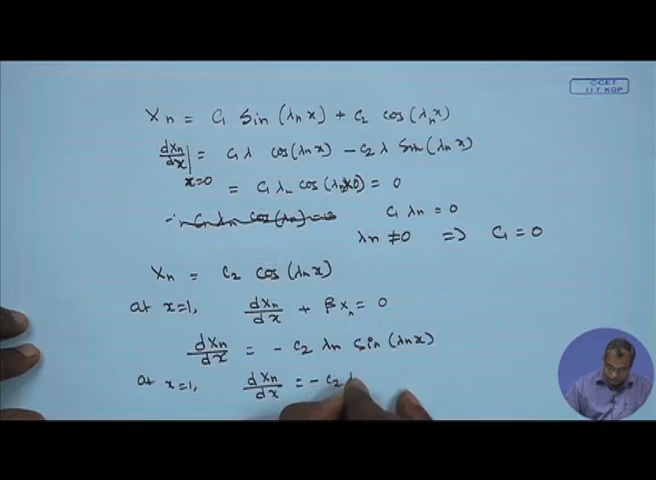 CCET
I.I.T. KGP
Xn = C1 Sin (λn x) + C2 cos (λn x)
dXn/dx | x=0 = C1 λ cos (λn x) - C2 λ Sin (λn x)
= C1 λn cos (λn x 0) = 0
C1 λn = 0
λn ≠ 0 => C1 = 0
Xn = C2 cos (λn x)
at x=1, dXn/dx + β Xn = 0
dXn/dx = - C2 λn Sin (λn x)
at x=1, dXn/dx = - C2 λ